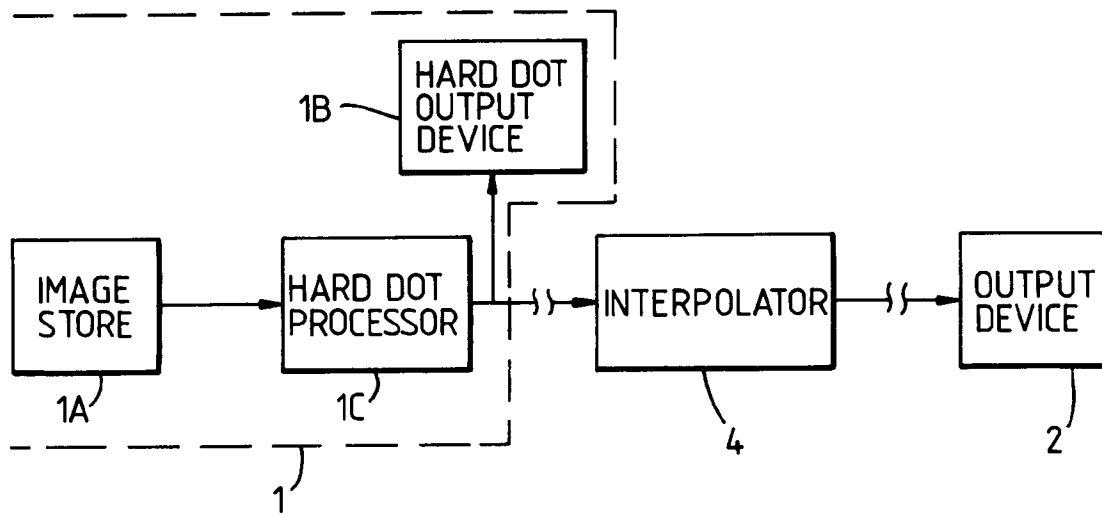 HARD DOT
OUTPUT
DEVICE
1B
IMAGE
STORE
1A
HARD DOT
PROCESSOR
1C
INTERPOLATOR
4
OUTPUT
DEVICE
2
1